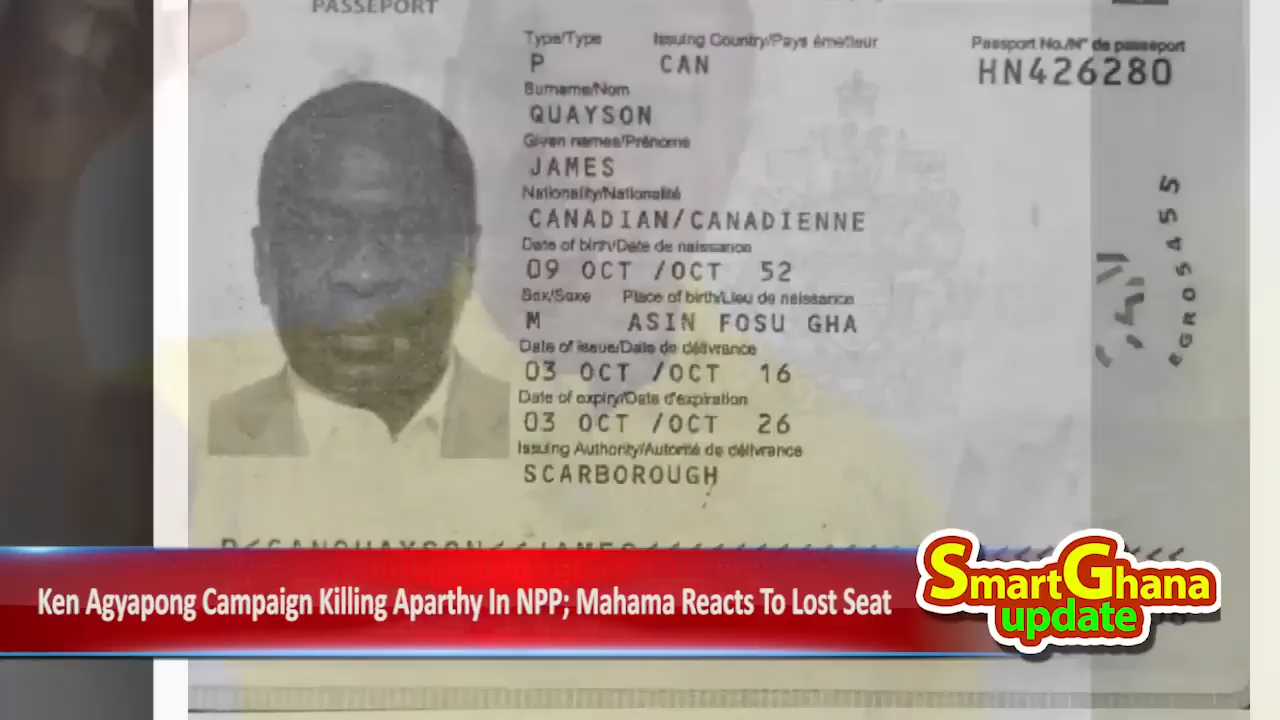 PASSEPORT
Type/Type Issuing Country/Pays émetteur Passport No./N° de passeport
P CAN HN426280
Surname/Nom
QUAYSON
Given names/Prénoms
JAMES
Nationality/Nationalité
CANADIAN/CANADIENNE
Date of birth/Date de naissance
09 OCT /OCT 52
Sex/Sexe Place of birth/Lieu de naissance
M ASIN FOSU GHA
Date of issue/Date de délivrance
03 OCT /OCT 16
Date of expiry/Date d'expiration
03 OCT /OCT 26
Issuing Authority/Autorité de délivrance
SCARBOROUGH
Ken Agyapong Campaign Killing Aparthy In NPP; Mahama Reacts To Lost Seat
SmartGhana
update